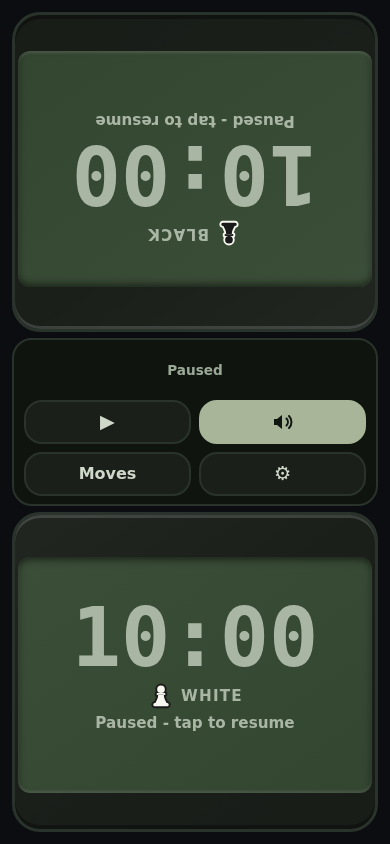 Paused - tap to resume
10:00
BLACK
Paused
Moves
10:00
WHITE
Paused - tap to resume